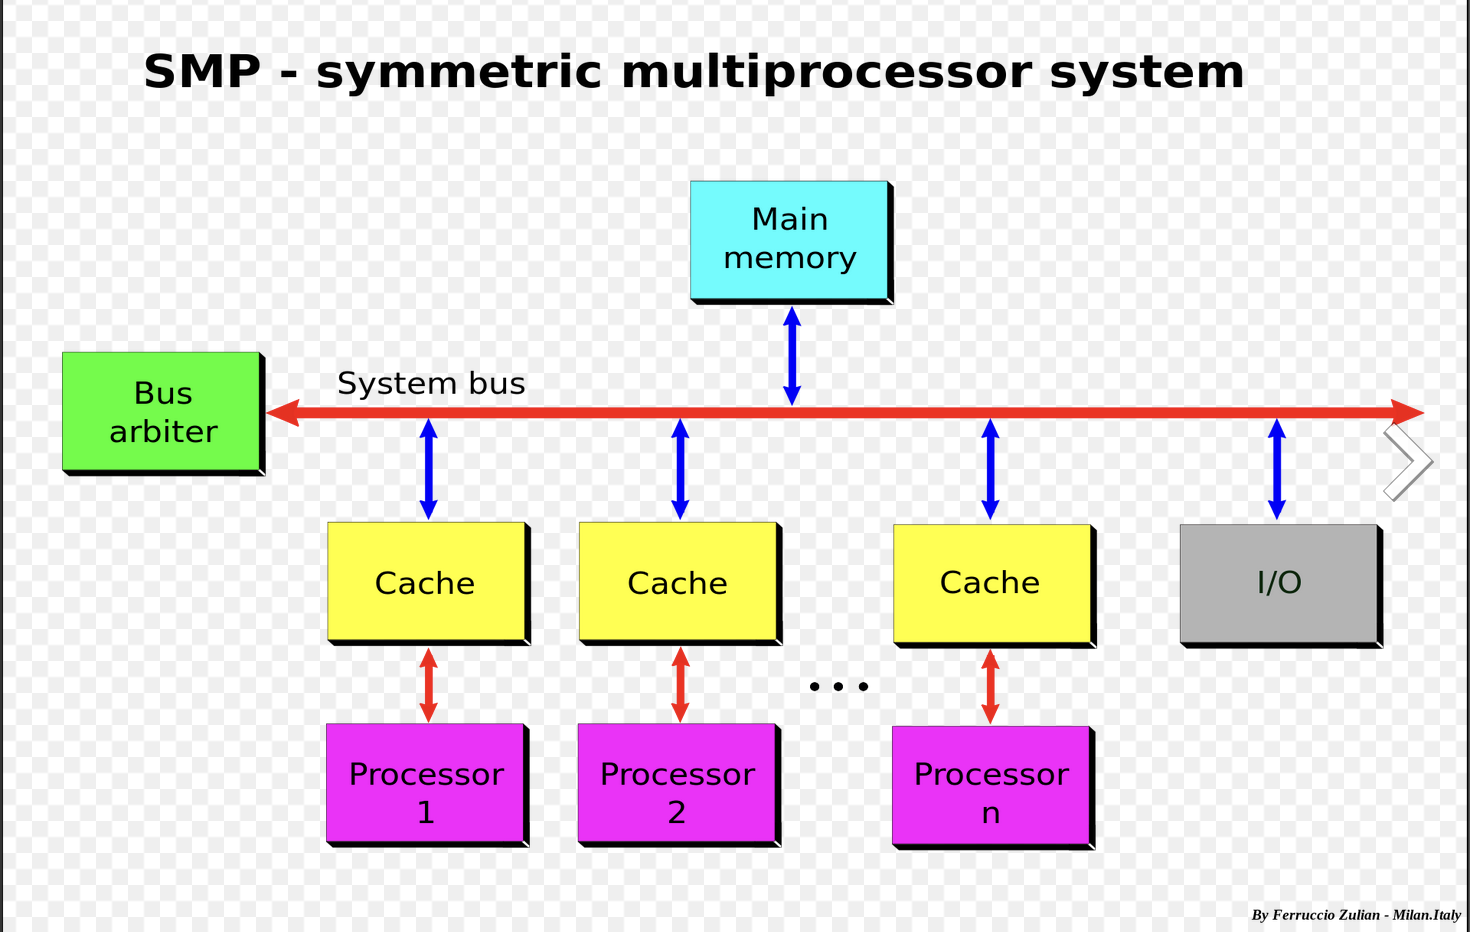 SMP - symmetric multiprocessor system
Main
memory
Bus
arbiter
System bus
Cache
Cache
Cache
I/O
...
Processor
1
Processor
2
Processor
n
By Ferruccio Zulian - Milan.Italy